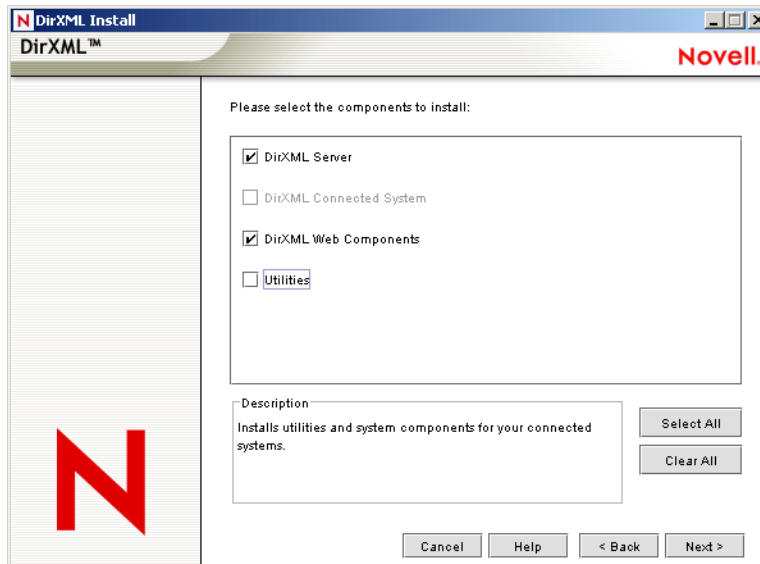 N DirXML Install
DirXML™
Novell.
Please select the components to install:
DirXML Server
DirXML Connected System
DirXML Web Components
Utilities
Description
Installs utilities and system components for your connected
systems.
Select All
Clear All
N
Cancel
Help
< Back
Next >